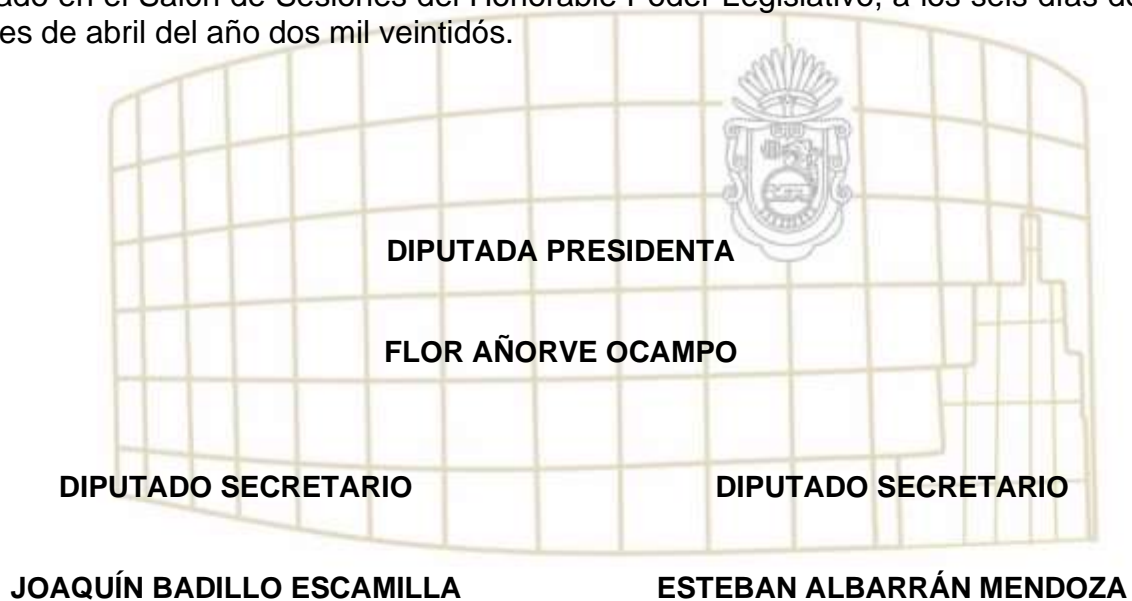 ado en el Salón de Sesiones del Honorable Poder Legislativo, a los seis días de
es de abril del año dos mil veintidós.
DIPUTADA PRESIDENTA
FLOR AÑORVE OCAMPO
DIPUTADO SECRETARIO DIPUTADO SECRETARIO
JOAQUÍN BADILLO ESCAMILLA ESTEBAN ALBARRÁN MENDOZA